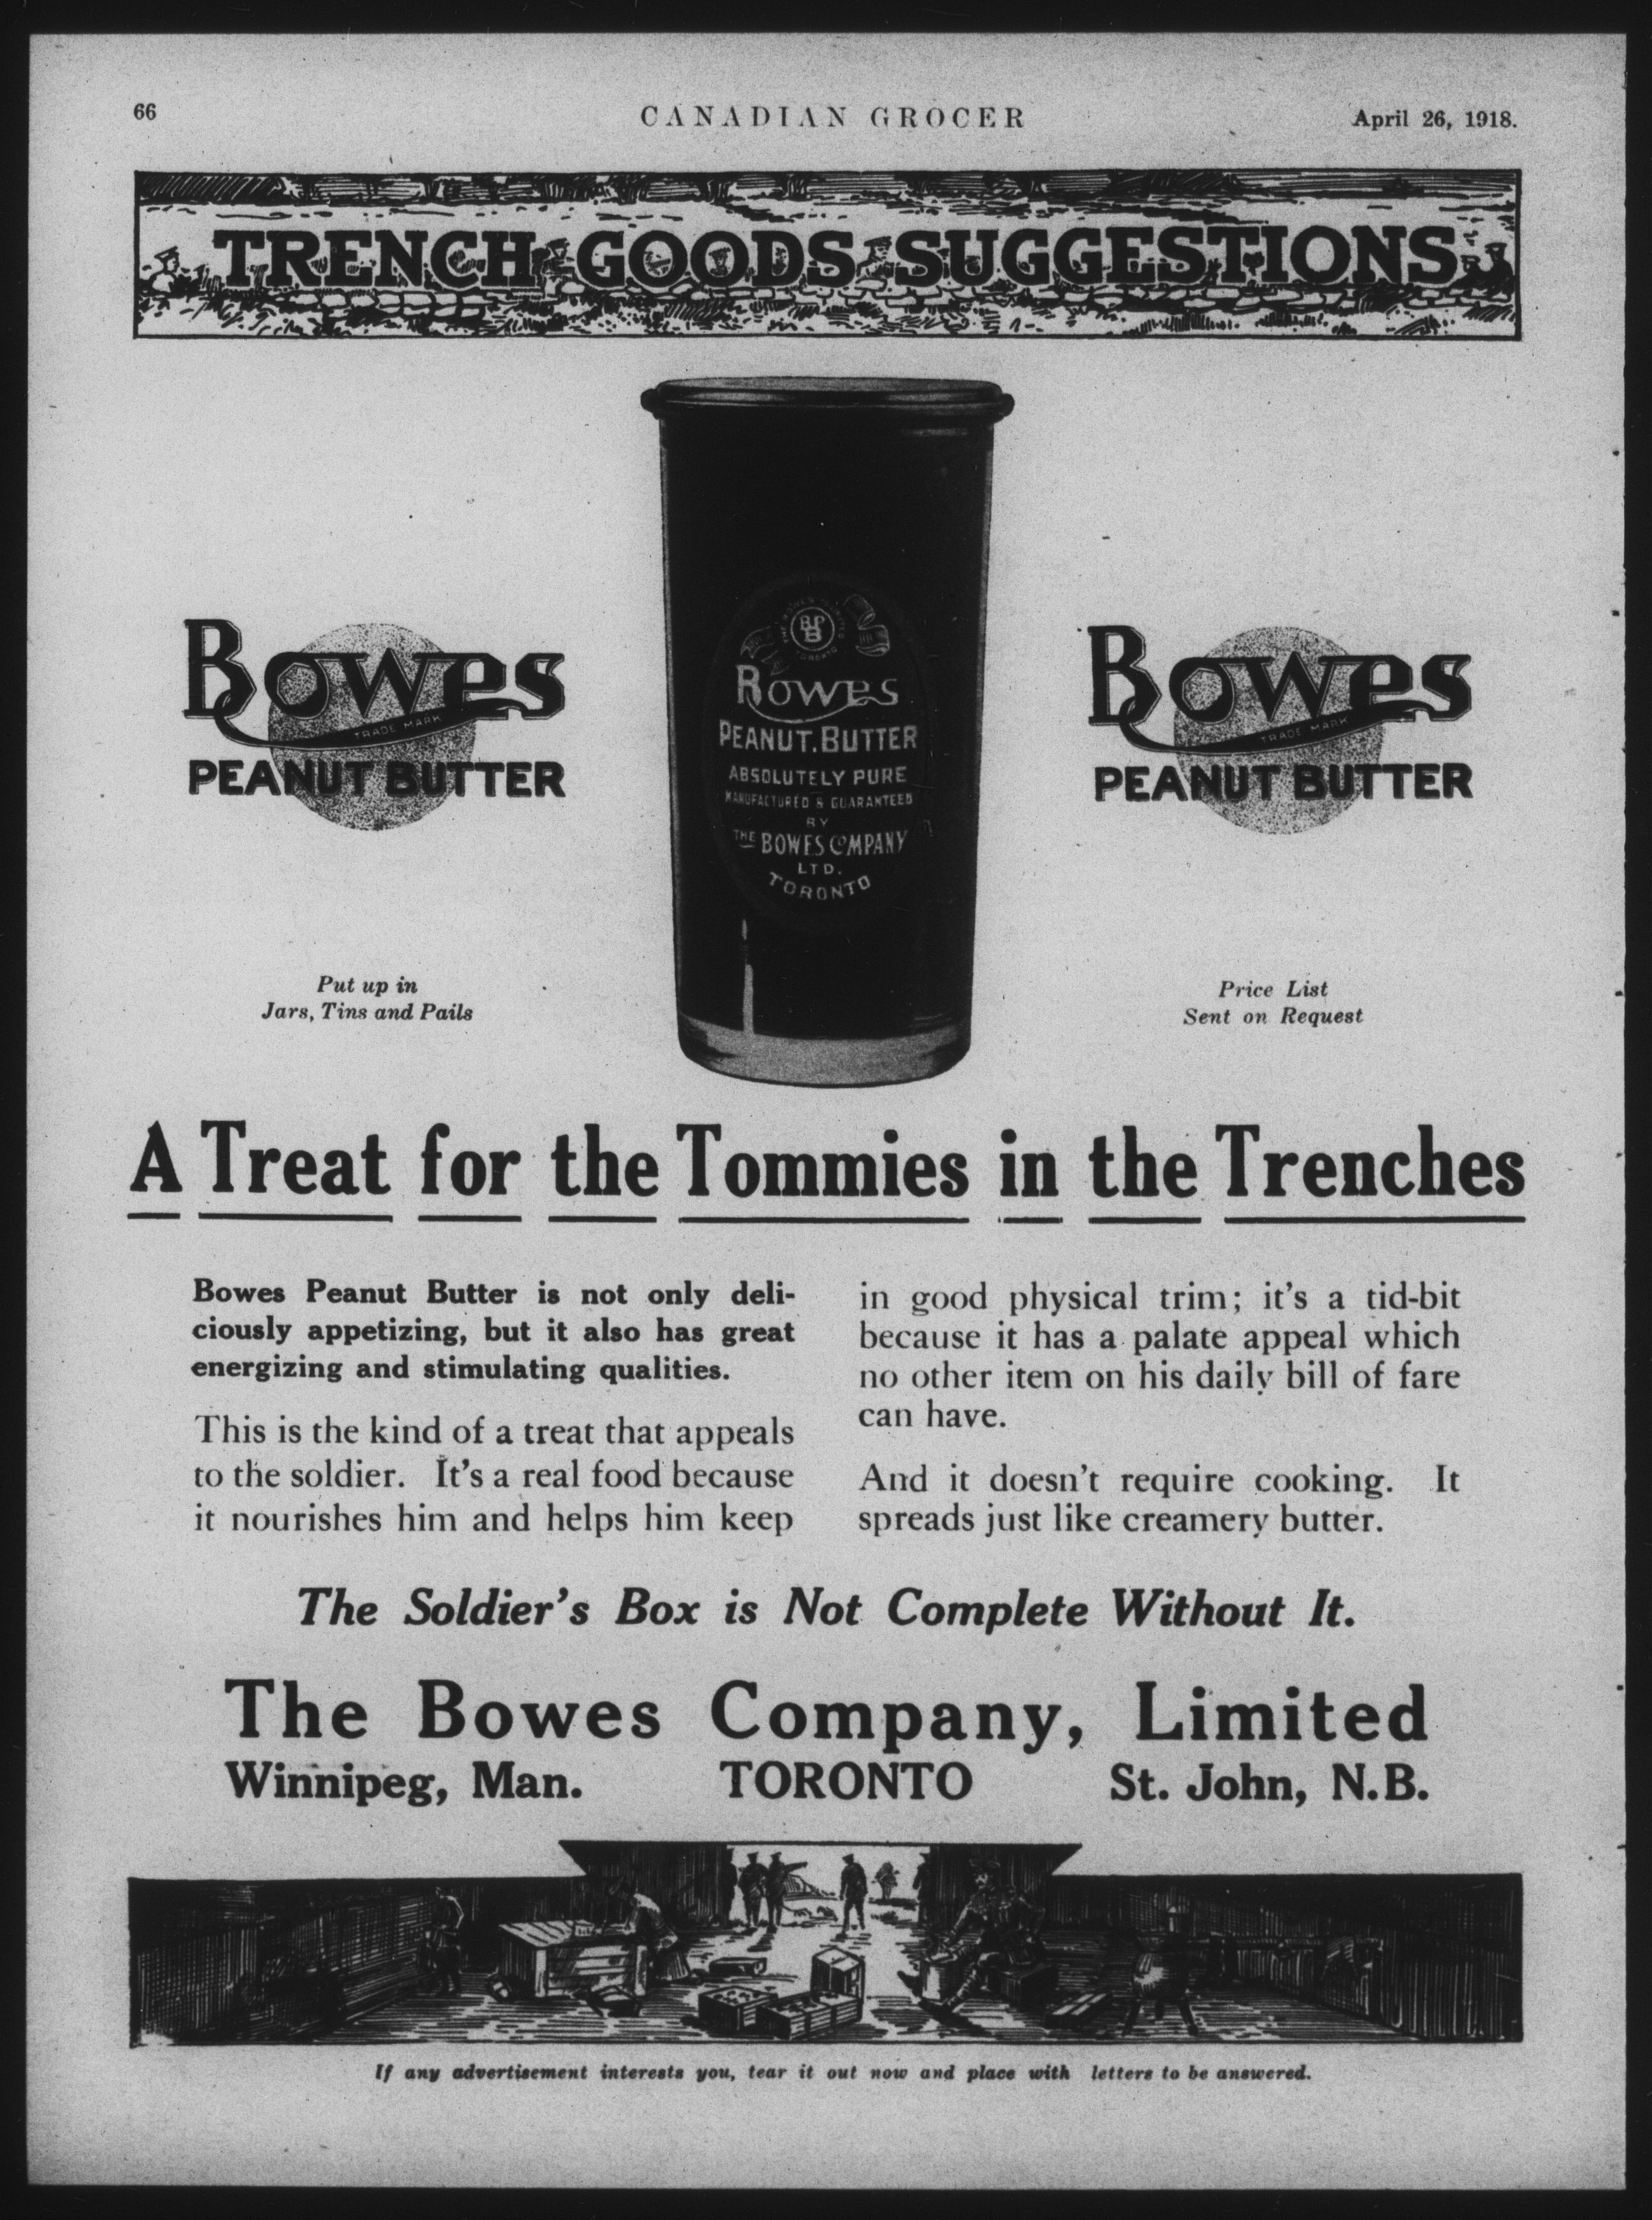 66
CANADIAN GROCER
April 26, 1918.
TRENCH GOODS SUGGESTIONS
Bowes
TRADE MARK
PEANUT BUTTER
Put up in
Jars, Tins and Pails
BPB
TORONTO
Bowes
PEANUT.BUTTER
ABSOLUTELY PURE
MANUFACTURED & GUARANTEED
BY
THE BOWES COMPANY
LTD.
TORONTO
Bowes
TRADE MARK
PEANUT BUTTER
Price List
Sent on Request
A Treat for the Tommies in the Trenches
Bowes Peanut Butter is not only deli-
ciously appetizing, but it also has great
energizing and stimulating qualities.
This is the kind of a treat that appeals
to the soldier. It's a real food because
it nourishes him and helps him keep
in good physical trim; it's a tid-bit
because it has a palate appeal which
no other item on his daily bill of fare
can have.
And it doesn't require cooking. It
spreads just like creamery butter.
The Soldier's Box is Not Complete Without It.
The Bowes Company, Limited
Winnipeg, Man. TORONTO St. John, N.B.
If any advertisement interests you, tear it out now and place with letters to be answered.